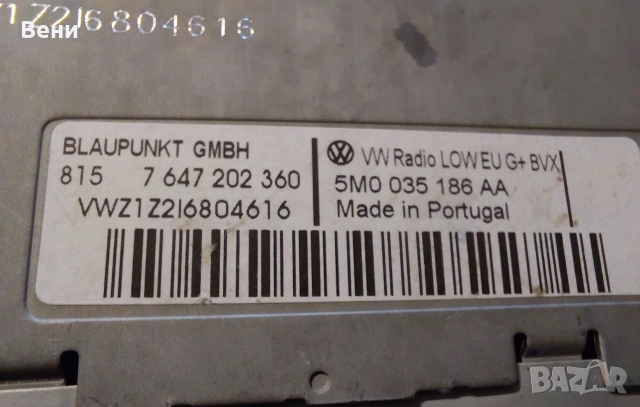 Вени
Z1Z2I6804616
BLAUPUNKT GMBH
815 7 647 202 360
VWZ1Z2I6804616
VW Radio LOW EU G+ BVX
5M0 035 186 AA
Made in Portugal
BAZAR